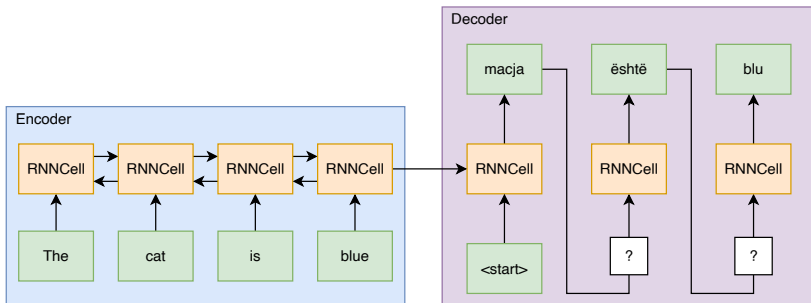 Decoder
macja
është
blu
Encoder
RNNCell
RNNCell
RNNCell
RNNCell
RNNCell
RNNCell
RNNCell
The
cat
is
blue
<start>
?
?